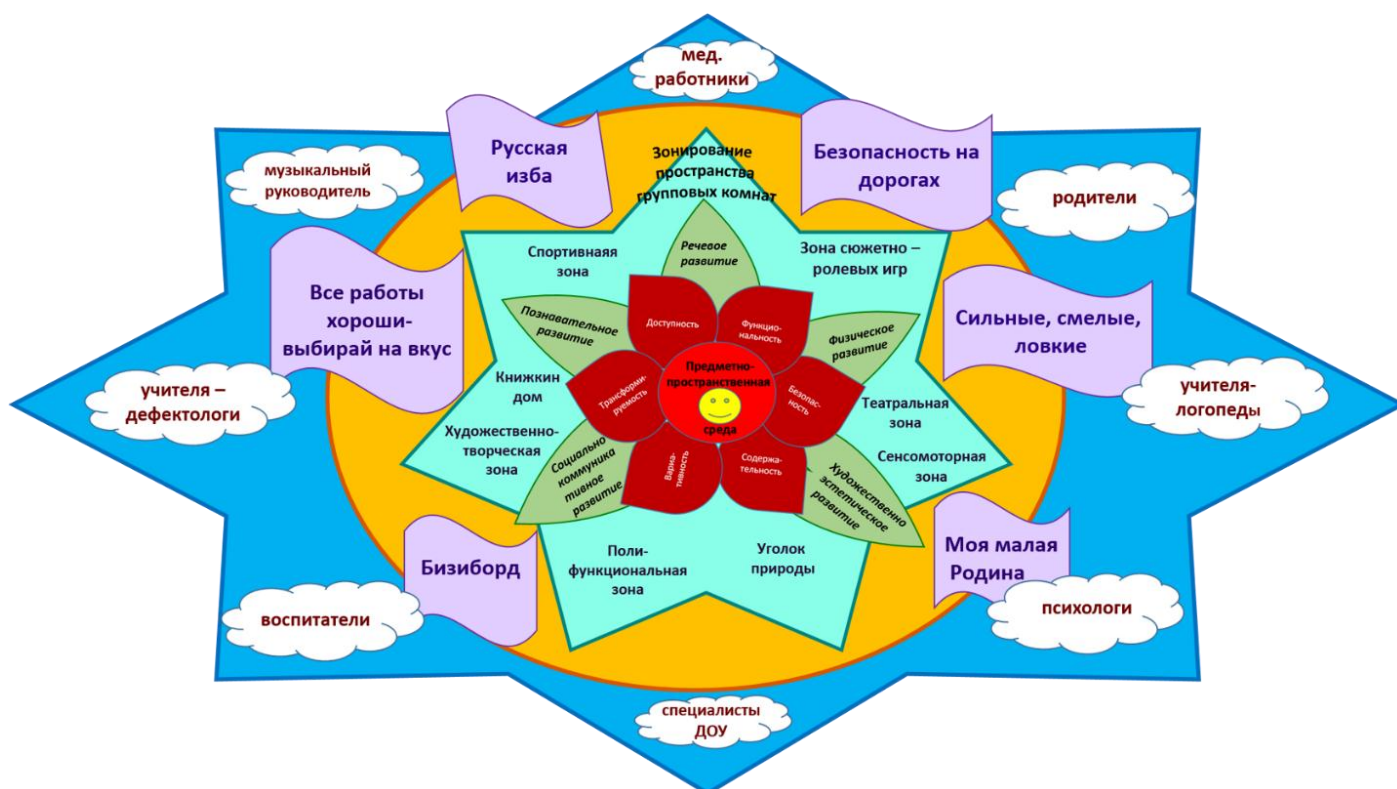 мед.
работники
Русская
изба
Безопасность на
дорогах
Зонирование
пространства
групповых комнат
музыкальный
руководитель
родители
Речевое
развитие
Спортивнаяя
зона
Зона сюжетно –
ролевых игр
Все работы
хороши-
выбирай на вкус
Сильные, смелые,
ловкие
Познавательное
развитие
Доступность
Функцио-
нальность
Физическое
развитие
Предметно-
пространственная
среда
Книжкин
дом
Трансформи-
руемость
Безопас-
ность
Театральная
зона
учителя –
дефектологи
учителя-
логопеды
Художественно-
творческая
зона
Социально
коммуника
тивное
развитие
Вариа-
тивность
Содержа-
тельность
Художественно
эстетическое
развитие
Сенсомоторная
зона
Бизиборд
Поли-
функциональная
зона
Уголок
природы
Моя малая
Родина
воспитатели
психологи
специалисты
ДОУ